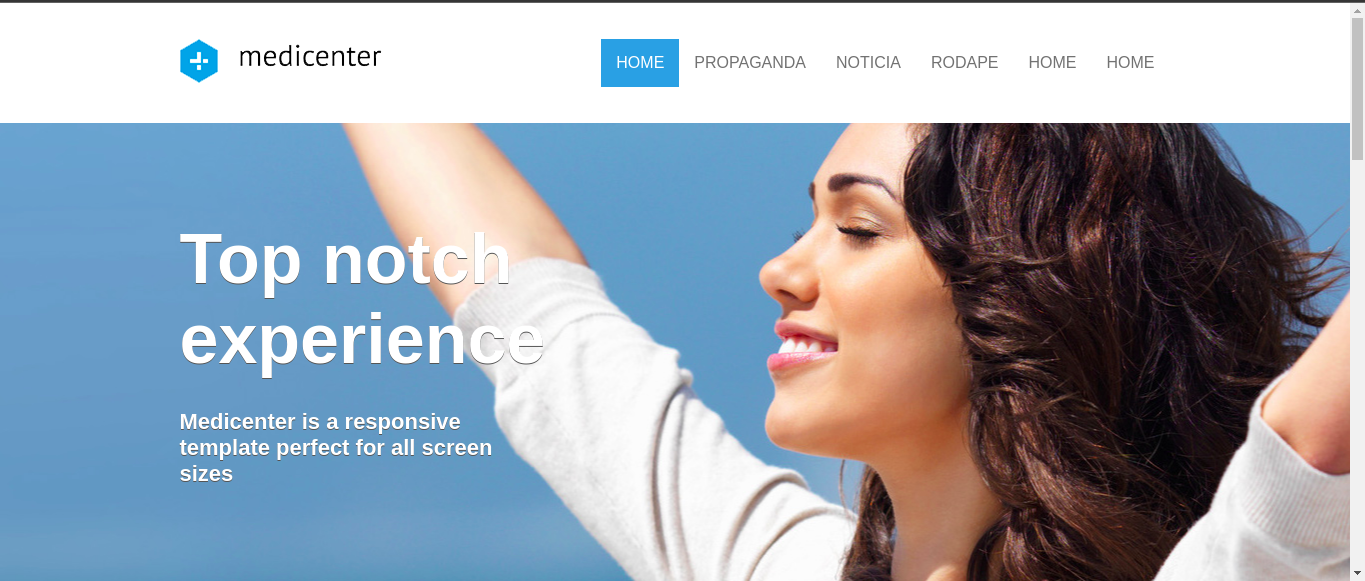 medicenter
HOME PROPAGANDA NOTICIA RODAPE HOME HOME
Top notch
experience
Medicenter is a responsive
template perfect for all screen
sizes